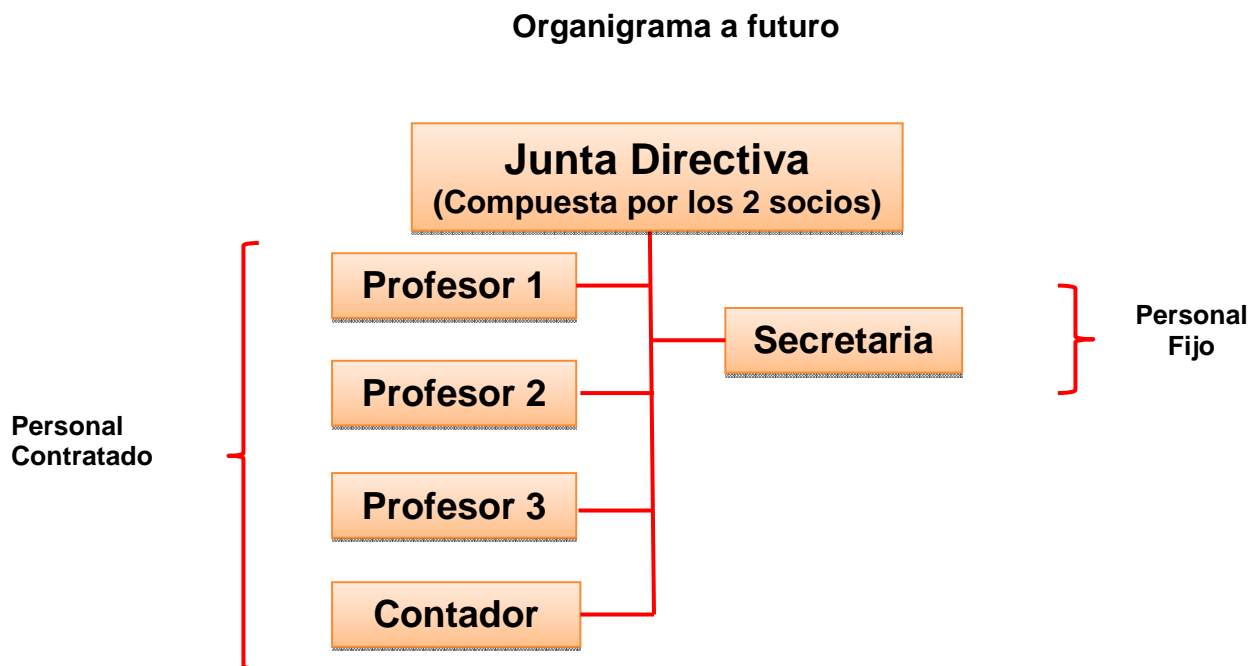 Organigrama a futuro
Junta Directiva
(Compuesta por los 2 socios)
Profesor 1
Secretaria
Personal
Fijo
Profesor 2
Personal
Contratado
Profesor 3
Contador